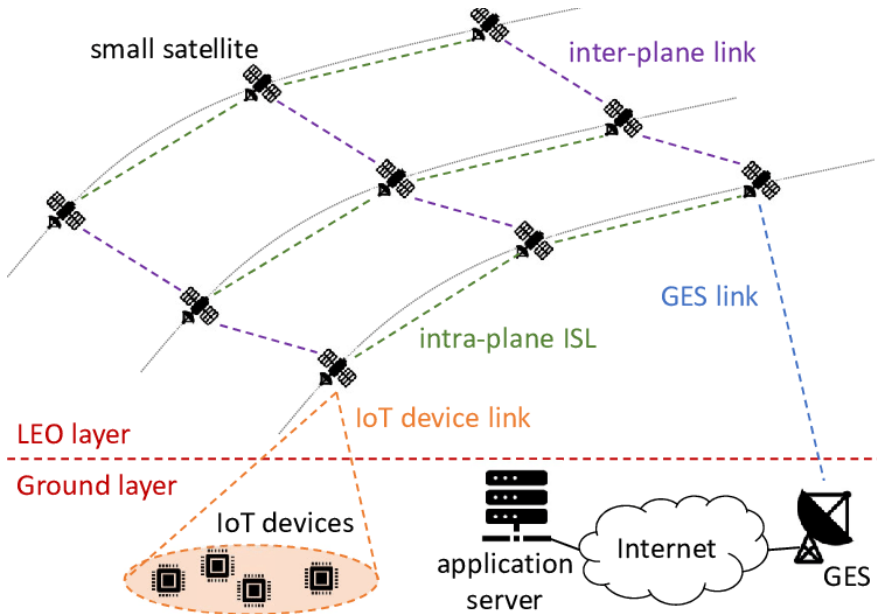 small satellite
inter-plane link
GES link
intra-plane ISL
IoT device link
LEO layer
Ground layer
IoT devices
application
server
Internet
GES